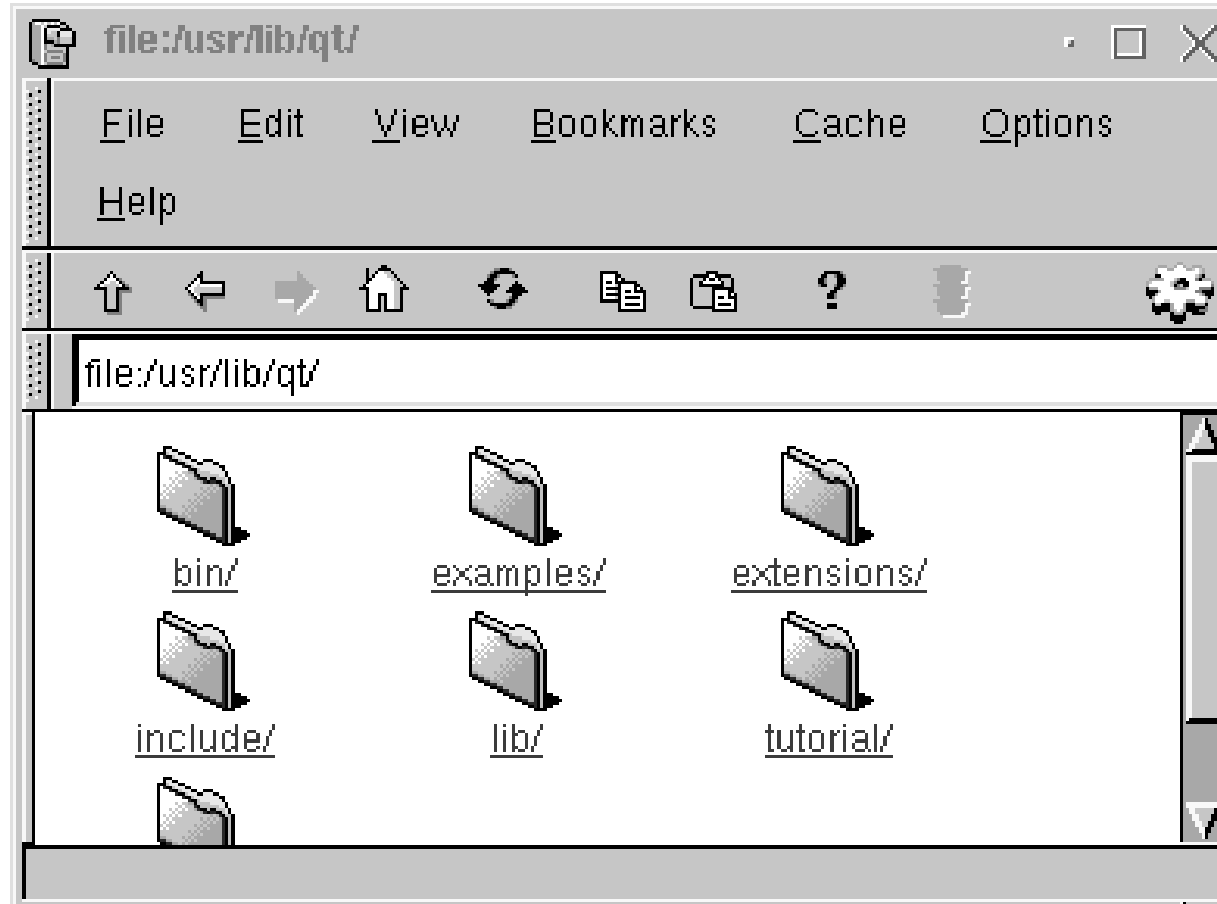 file:/usr/lib/qt/
File Edit View Bookmarks Cache Options
Help
?
file:/usr/lib/qt/
bin/ examples/ extensions/
include/ lib/ tutorial/